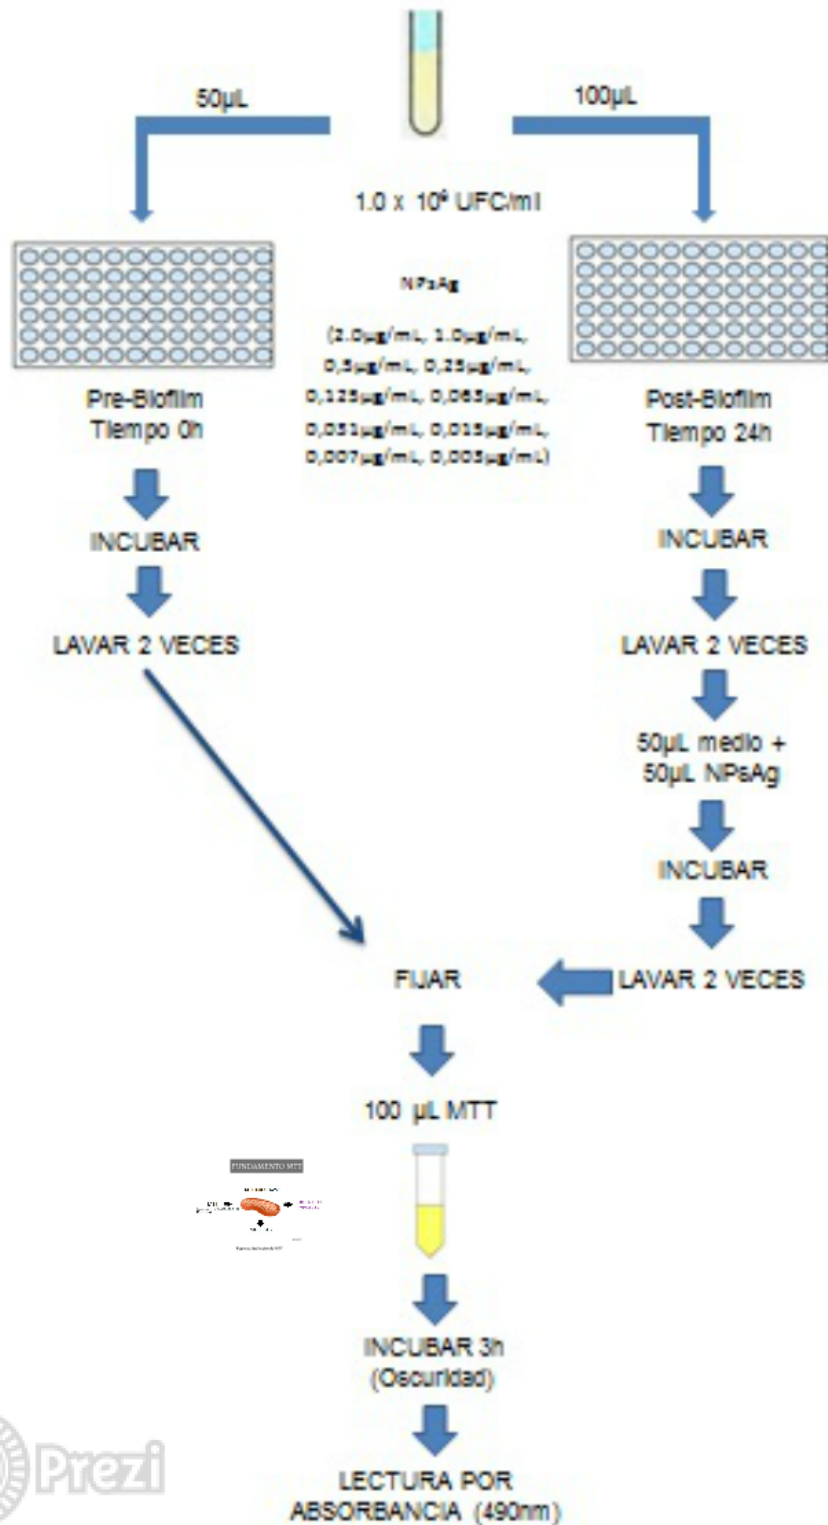 50µL
100µL
1.0 x 10⁶ UFC/ml
NPsAg
(2.0µg/mL, 1.0µg/mL,
0,5µg/mL, 0,25µg/mL,
0,125µg/mL, 0,063µg/mL,
0,031µg/mL, 0,015µg/mL,
0,007µg/mL, 0,003µg/mL)
Pre-Biofilm
Tiempo 0h
Post-Biofilm
Tiempo 24h
INCUBAR
INCUBAR
LAVAR 2 VECES
LAVAR 2 VECES
50µL medio +
50µL NPsAg
INCUBAR
FIJAR
LAVAR 2 VECES
100 µL MTT
FUNDAMENTO MTT
INCUBAR 3h
(Oscuridad)
Prezi
LECTURA POR
ABSORBANCIA (490nm)